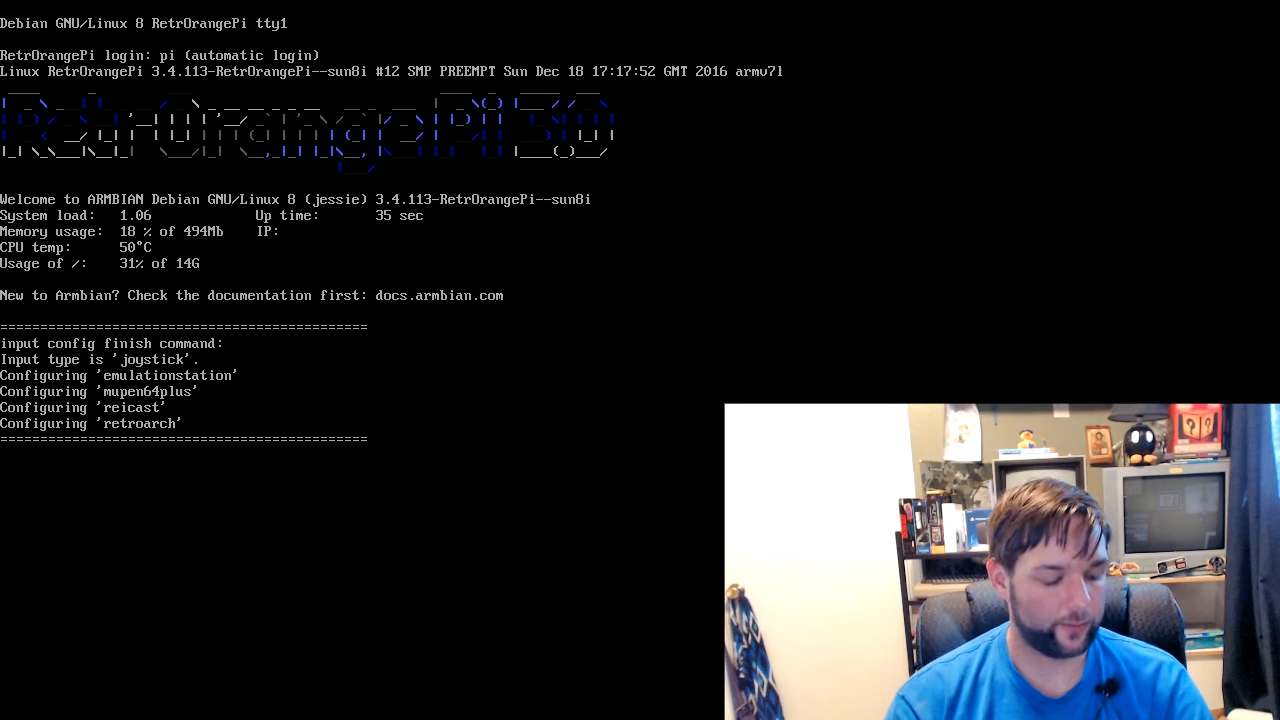 Debian GNU/Linux 8 RetrOrangePi tty1
RetrOrangePi login: pi (automatic login)
Linux RetrOrangePi 3.4.113-RetrOrangePi--sun8i #12 SMP PREEMPT Sun Dec 18 17:17:52 GMT 2016 armv7l
RetrOrangePi 3.0
Welcome to ARMBIAN Debian GNU/Linux 8 (jessie) 3.4.113-RetrOrangePi--sun8i
System load: 1.06 Up time: 35 sec
Memory usage: 18 % of 494Mb IP:
CPU temp: 50°C
Usage of /: 31% of 14G
New to Armbian? Check the documentation first: docs.armbian.com
==============================================
input config finish command:
Input type is 'joystick'.
Configuring 'emulationstation'
Configuring 'mupen64plus'
Configuring 'reicast'
Configuring 'retroarch'
==============================================